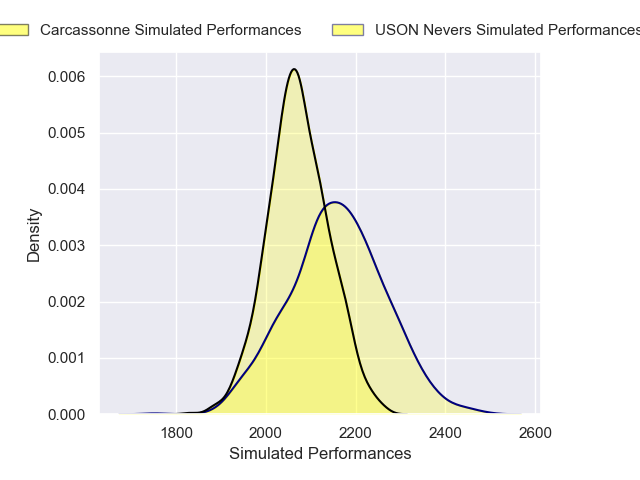 Carcassonne Simulated Performances USON Nevers Simulated Performances
0.006
0.005
0.004
0.003
0.002
0.001
0.000
Density
1800 2000 2200 2400 2600
Simulated Performances